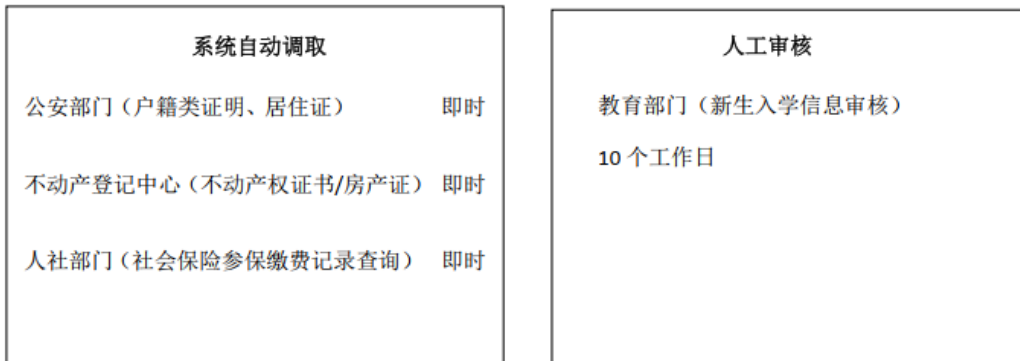 系统自动调取
公安部门（户籍类证明、居住证） 即时
不动产登记中心（不动产权证书/房产证） 即时
人社部门（社会保险参保缴费记录查询） 即时
人工审核
教育部门（新生入学信息审核）
10 个工作日